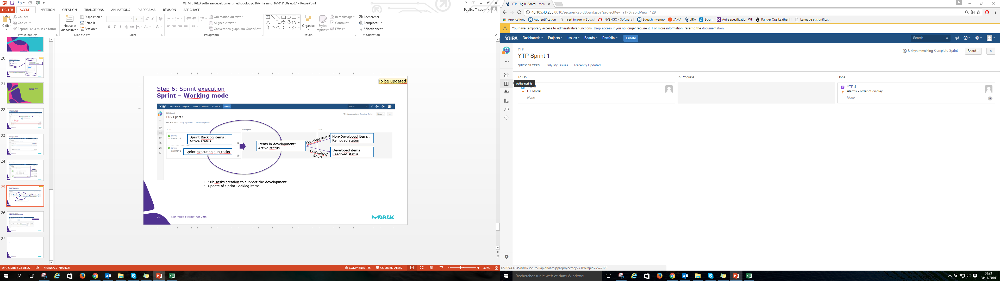 VL_MIL_R&D Software development methodology-JIRA- Training_1610131009 ed0.1 - PowerPoint
FICHIER ACCUEIL INSERTION CRÉATION TRANSITIONS ANIMATIONS DIAPORAMA RÉVISION AFFICHAGE
Pauline Tristram
Coller
Couper
Copier
Reproduire la mise en forme
Presse-papiers
Nouvelle diapositive
Disposition
Rétablir
Section
Diapositives
14
Police
Orientation du texte
Aligner le texte
Convertir en graphique SmartArt
Paragraphe
Organiser
Styles rapides
Remplissage
Contour
Effets
Dessin
Rechercher
Remplacer
Sélectionner
Modification
20
21
22
23
24
25
26
27
To be updated
Step 6: Sprint execution
Sprint – Working mode
JIRA Dashboards Projects Issues Boards Portfolio Create Search
BRV board
BRV Sprint 1
9 days remaining Complete Sprint Board
QUICK FILTERS: Only My Issues Recently Updated
To Do In Progress Done
BRV-10
User Story 1
BRV-11
User Story 2
Sprint Backlog items :
Active status
Sprint execution sub-tasks
Items in development:
Active status
Obsolete items
Completed
items
Non-Developed items :
Removed status
Developed items :
Resolved status
• Sub-Tasks creation to support the development
• Update of Sprint Backlog items
25 R&D Project Strategy| Oct-2016
MERCK
DIAPOSITIVE 25 DE 27 FRANÇAIS (FRANCE)
COMMENTAIRES COMMENTAIRES 80 %
YTP - Agile Board - Merc
46.105.43.235:8010/secure/RapidBoard.jspa?projectKey=YTP&rapidView=129
Applications Authentification Insert image in Squas INVENGO - Software Squash Invengo JAMA JIRA Scrum Agile specification WF Ranger Ops Leather | Langage et significati
You have temporary access to administrative functions. Drop access if you no longer require it. For more information, refer to the documentation.
JIRA Dashboards Projects Issues Boards Portfolio Create Search
YTP
YTP Sprint 1
8 days remaining Complete Sprint Board
QUICK FILTERS: Only My Issues Recently Updated
To Do In Progress Done
Active sprints
YTP-3
FT Model
None
YTP-4
Alarms - order of display
None
5
46.105.43.235:8010/secure/RapidBoard.jspa?projectKey=YTP&rapidView=129
Rechercher sur le web et dans Windows
08:23
28/11/2016